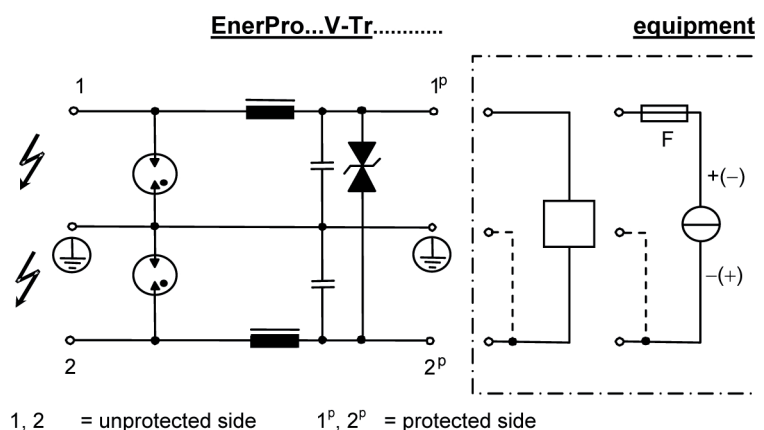 EnerPro...V-Tr............. equipment
1 1ᵖ
F
+(−)
−(+)
2 2ᵖ
1, 2 = unprotected side 1ᵖ, 2ᵖ = protected side